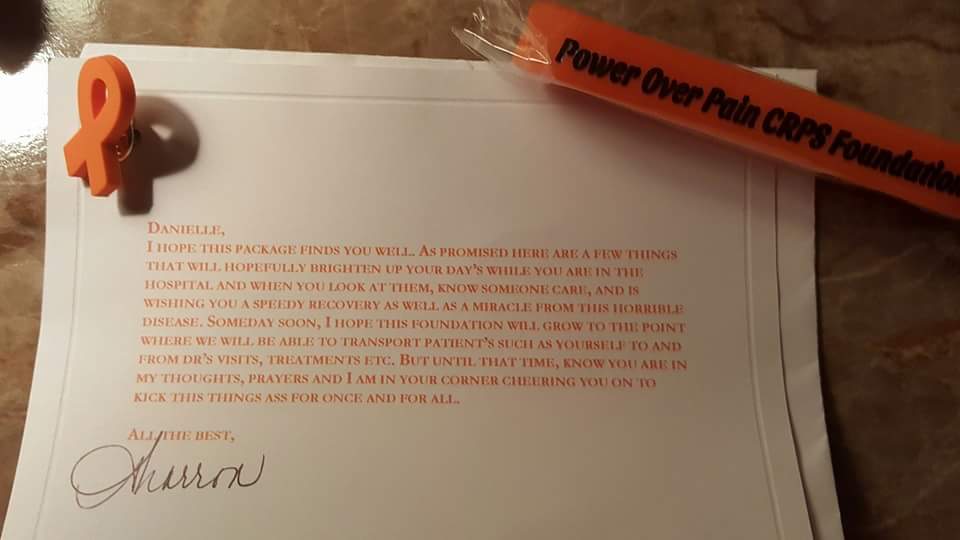 Power Over Pain CRPS Foundation
Danielle,
I hope this package finds you well. As promised here are a few things
that will hopefully brighten up your day's while you are in the
hospital and when you look at them, know someone care, and is
wishing you a speedy recovery as well as a miracle from this horrible
disease. Someday soon, I hope this foundation will grow to the point
where we will be able to transport patient's such as yourself to and
from dr's visits, treatments etc. But until that time, know you are in
my thoughts, prayers and I am in your corner cheering you on to
kick this things ass for once and for all.
All the best,
Sharron